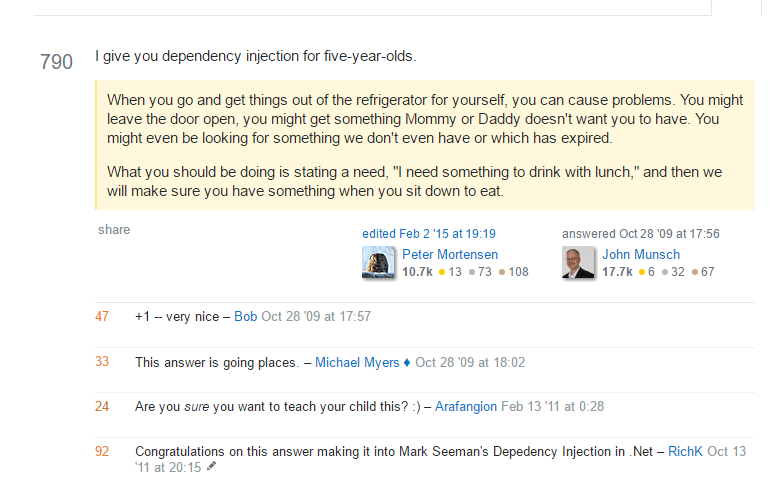 790
I give you dependency injection for five-year-olds.
When you go and get things out of the refrigerator for yourself, you can cause problems. You might
leave the door open, you might get something Mommy or Daddy doesn't want you to have. You
might even be looking for something we don't even have or which has expired.
What you should be doing is stating a need, "I need something to drink with lunch," and then we
will make sure you have something when you sit down to eat.
share
edited Feb 2 '15 at 19:19
Peter Mortensen
10.7k ●13 ●73 ●108
answered Oct 28 '09 at 17:56
John Munsch
17.7k ●6 ●32 ●67
47 +1 -- very nice – Bob Oct 28 '09 at 17:57
33 This answer is going places. – Michael Myers ♦ Oct 28 '09 at 18:02
24 Are you sure you want to teach your child this? :) – Arafangion Feb 13 '11 at 0:28
92 Congratulations on this answer making it into Mark Seeman's Depedency Injection in .Net – RichK Oct 13
'11 at 20:15